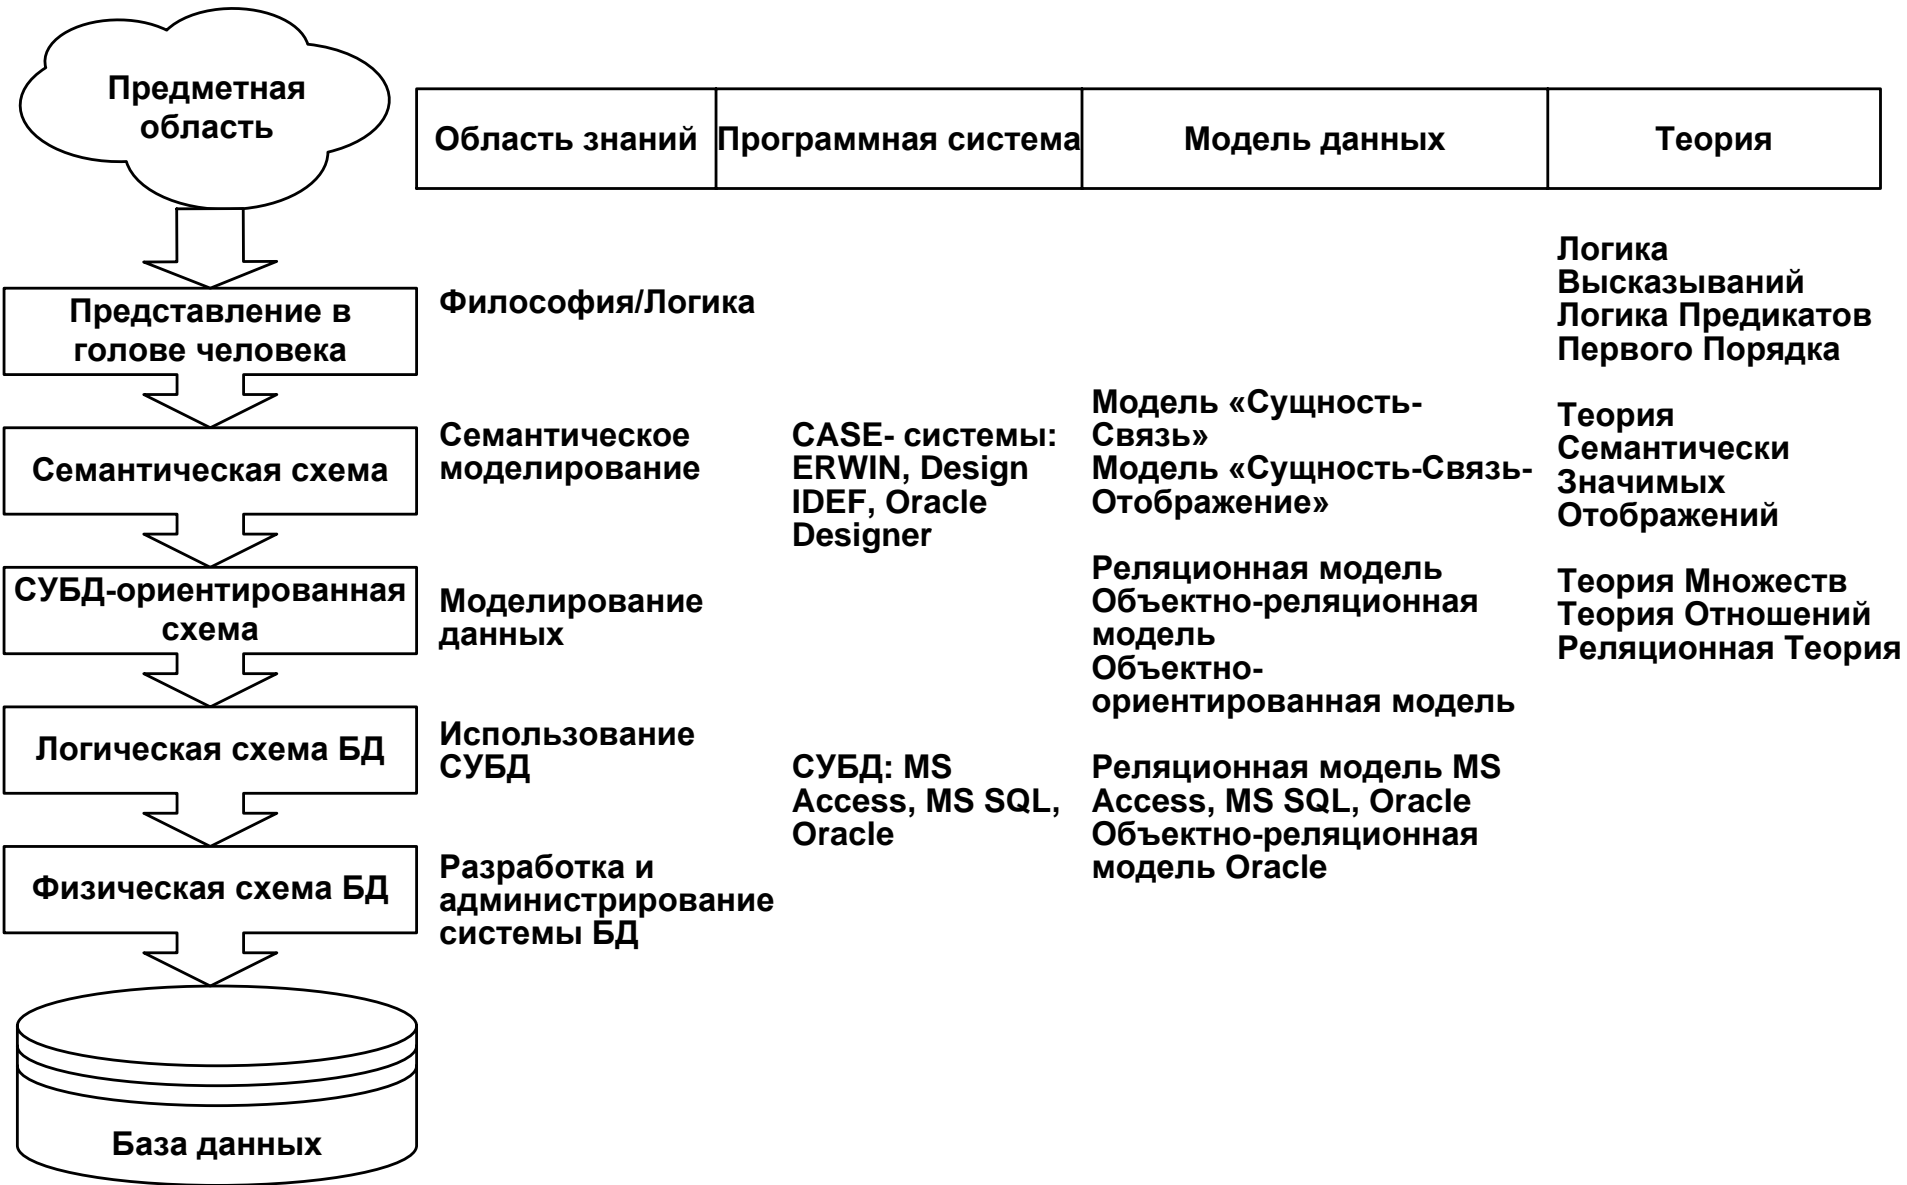 Предметная
область
Область знаний
Программная система
Модель данных
Теория
Представление в
голове человека
Философия/Логика
Логика
Высказываний
Логика Предикатов
Первого Порядка
Семантическая схема
Семантическое
моделирование
CASE- системы:
ERWIN, Design
IDEF, Oracle
Designer
Модель «Сущность-
Связь»
Модель «Сущность-Связь-
Отображение»
Теория
Семантически
Значимых
Отображений
СУБД-ориентированная
схема
Моделирование
данных
Реляционная модель
Объектно-реляционная
модель
Объектно-
ориентированная модель
Теория Множеств
Теория Отношений
Реляционная Теория
Логическая схема БД
Использование
СУБД
СУБД: MS
Access, MS SQL,
Oracle
Реляционная модель MS
Access, MS SQL, Oracle
Объектно-реляционная
модель Oracle
Физическая схема БД
Разработка и
администрирование
системы БД
База данных